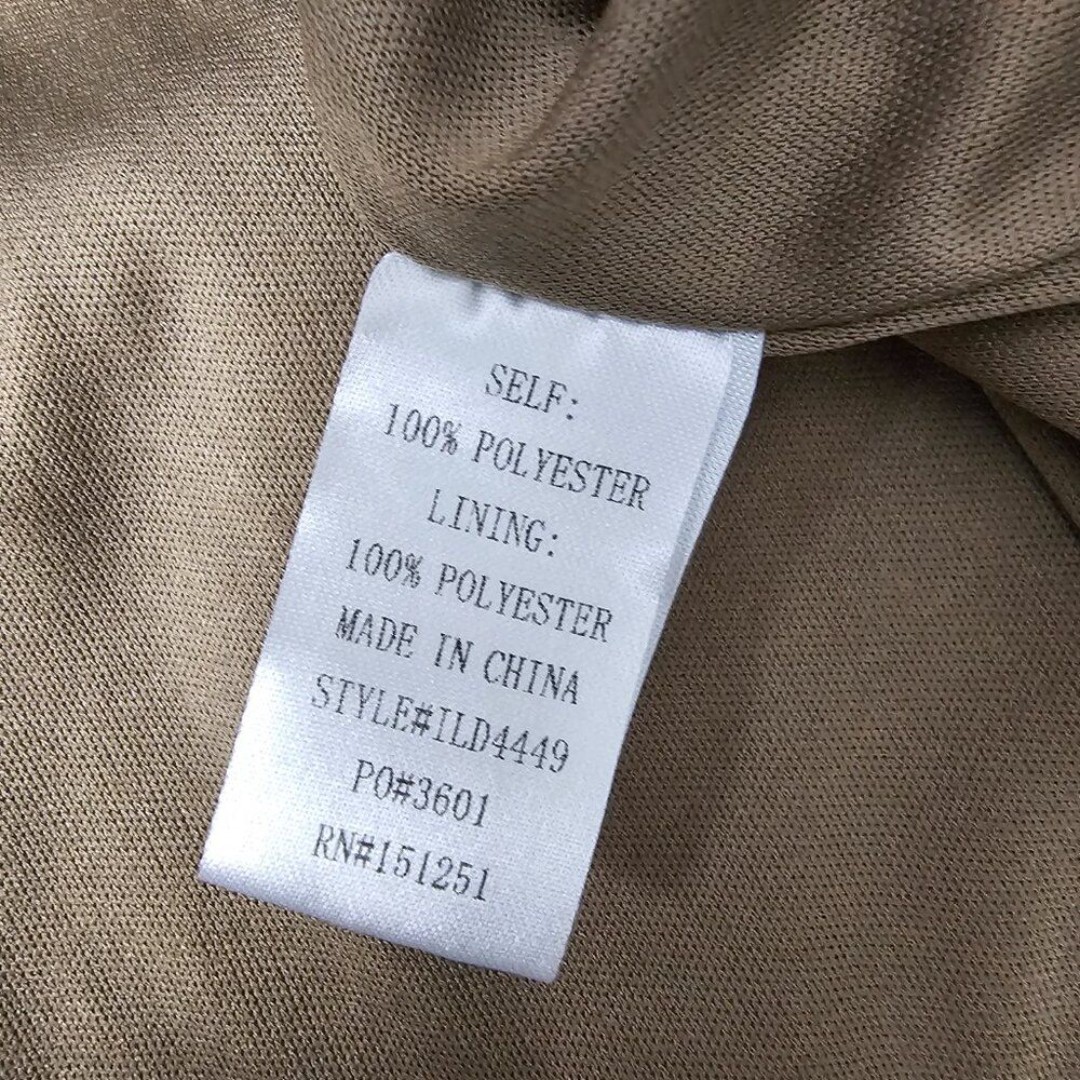 SELF:
100% POLYESTER
LINING:
100% POLYESTER
MADE IN CHINA
STYLE#ILD4449
PO#3601
RN#151251